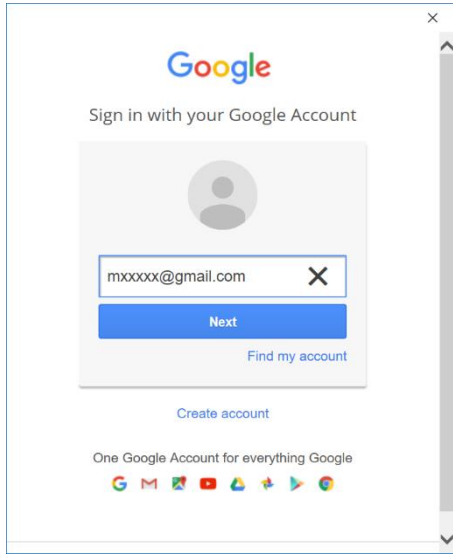 Google
Sign in with your Google Account
mxxxxx@gmail.com
Next
Find my account
Create account
One Google Account for everything Google